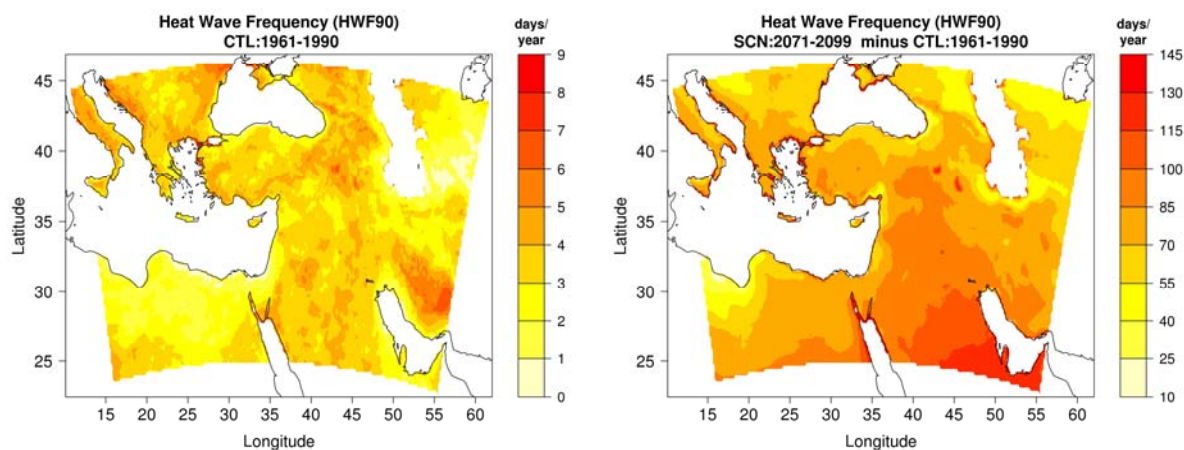 Heat Wave Frequency (HWF90)
CTL:1961-1990
days/
year
9
8
7
6
5
4
3
2
1
0
45
40
35
30
25
Latitude
15 20 25 30 35 40 45 50 55 60
Longitude
Heat Wave Frequency (HWF90)
SCN:2071-2099 minus CTL:1961-1990
days/
year
145
130
115
100
85
70
55
40
25
10
45
40
35
30
25
Latitude
15 20 25 30 35 40 45 50 55 60
Longitude